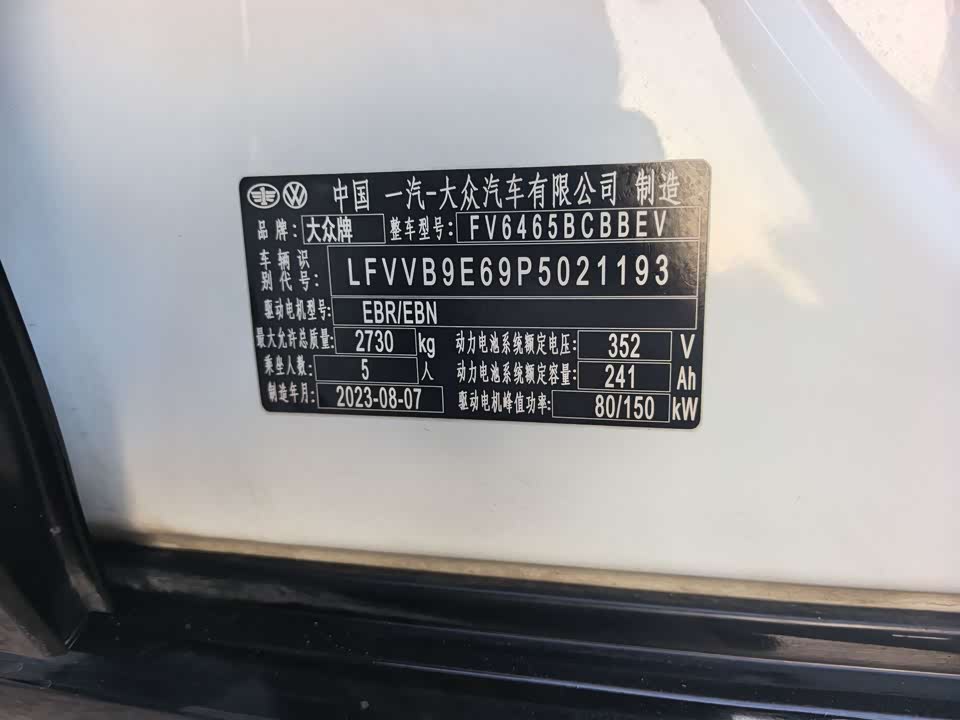 中国 一汽-大众汽车有限公司 制造
品牌: 大众牌 整车型号: FV6465BCBBEV
车辆识别代号: LFVVB9E69P5021193
驱动电机型号: EBR/EBN
最大允许总质量: 2730 kg 动力电池系统额定电压: 352 V
乘坐人数: 5 人 动力电池系统额定容量: 241 Ah
制造年月: 2023-08-07 驱动电机峰值功率: 80/150 kW